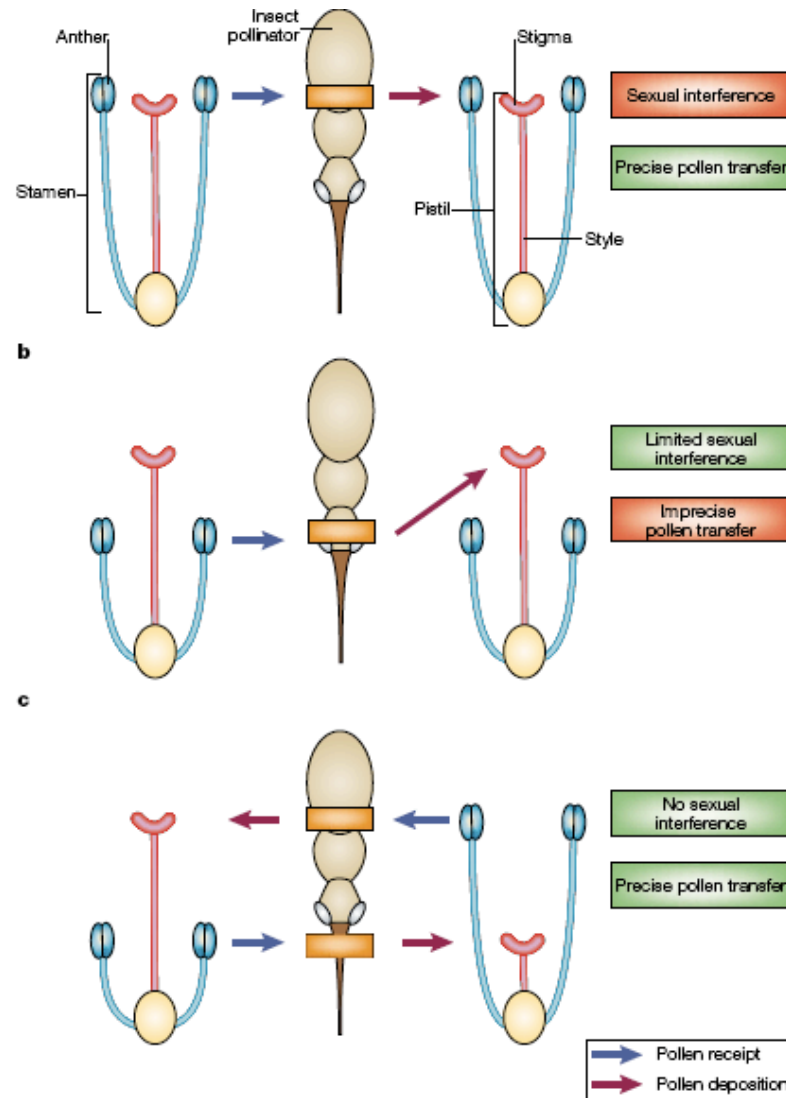 Insect
pollinator
Anther
Stigma
Sexual interference
Precise pollen transfer
Stamen
Pistil
Style
b
Limited sexual
interference
Imprecise
pollen transfer
c
No sexual
interference
Precise pollen transfer
Pollen receipt
Pollen deposition